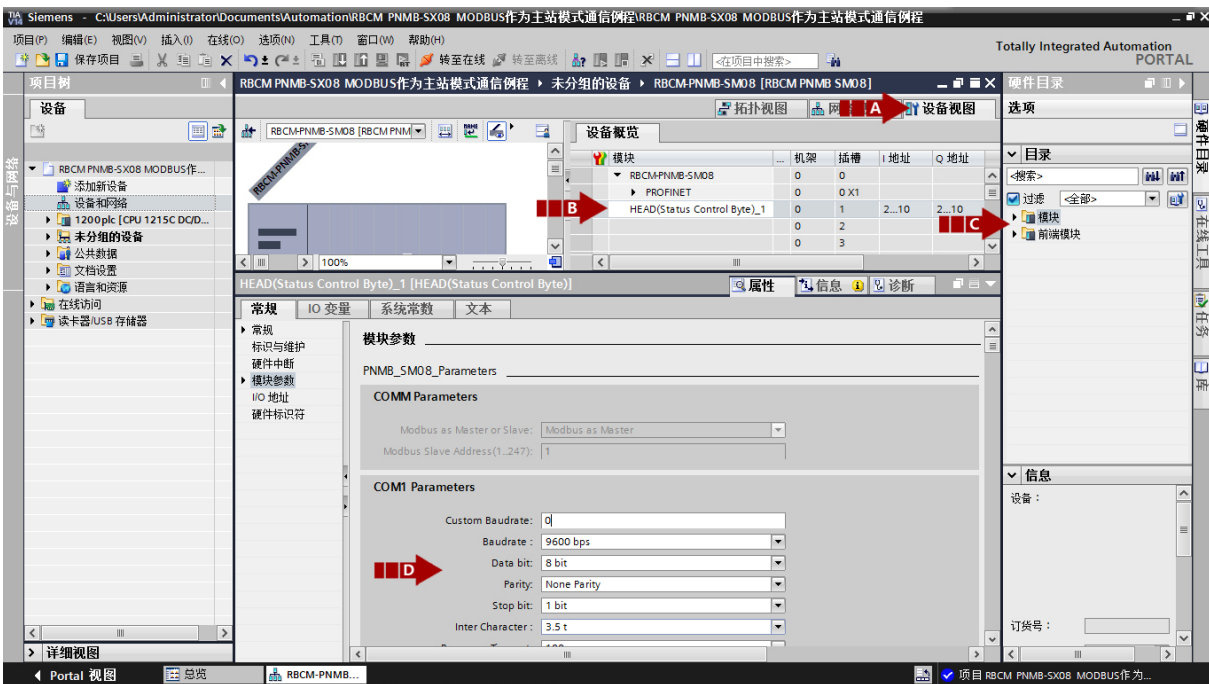 Siemens - C:\Users\Administrator\Documents\Automation\RBCM PNMB-SX08 MODBUS作为主站模式通信例程\RBCM PNMB-SX08 MODBUS作为主站模式通信例程
项目(P) 编辑(E) 视图(V) 插入(I) 在线(O) 选项(N) 工具(T) 窗口(W) 帮助(H)
Totally Integrated Automation
PORTAL
保存项目 转至在线 转至离线 <在项目中搜索>
项目树
RBCM PNMB-SX08 MODBUS作为主站模式通信例程 ▸ 未分组的设备 ▸ RBCM-PNMB-SM08 [RBCM PNMB SM08]
硬件目录
设备
拓扑视图 网 A 设备视图
选项
RBCM-PNMB-SM08 [RBCM PNM
设备概览
RBCM-PNMB-S
模块 ... 机架 插槽 I 地址 Q 地址
RBCM-PNMB-SM08 0 0
PROFINET 0 0 X1
B HEAD(Status Control Byte)_1 0 1 2...10 2...10
0 2
0 3
C
100%
设备与网络
RBCM PNMB-SX08 MODBUS作...
添加新设备
设备和网络
1200plc [CPU 1215C DC/D...
未分组的设备
公共数据
文档设置
语言和资源
在线访问
读卡器/USB 存储器
目录
<搜索>
过滤 <全部>
模块
前端模块
硬件目录
在线工具
任务
库
HEAD(Status Control Byte)_1 [HEAD(Status Control Byte)]
属性 信息 诊断
常规 IO 变量 系统常数 文本
常规
标识与维护
硬件中断
模块参数
I/O 地址
硬件标识符
模块参数
PNMB_SM08_Parameters
COMM Parameters
Modbus as Master or Slave: Modbus as Master
Modbus Slave Address(1..247): 1
COM1 Parameters
Custom Baudrate: 0
Baudrate : 9600 bps
D
Data bit: 8 bit
Parity: None Parity
Stop bit: 1 bit
Inter Character : 3.5 t
信息
设备：
订货号：
详细视图
Portal 视图 总览 RBCM-PNMB... 项目 RBCM PNMB-SX08 MODBUS作为...